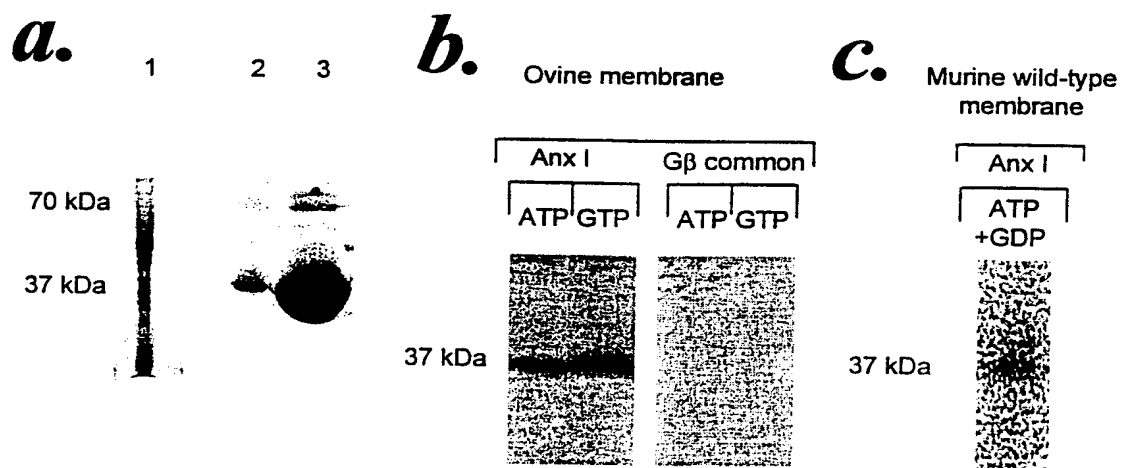 a.
1 2 3
70 kDa
37 kDa
b.
Ovine membrane
Anx I Gβ common
ATP GTP ATP GTP
37 kDa
c.
Murine wild-type
membrane
Anx I
ATP
+GDP
37 kDa